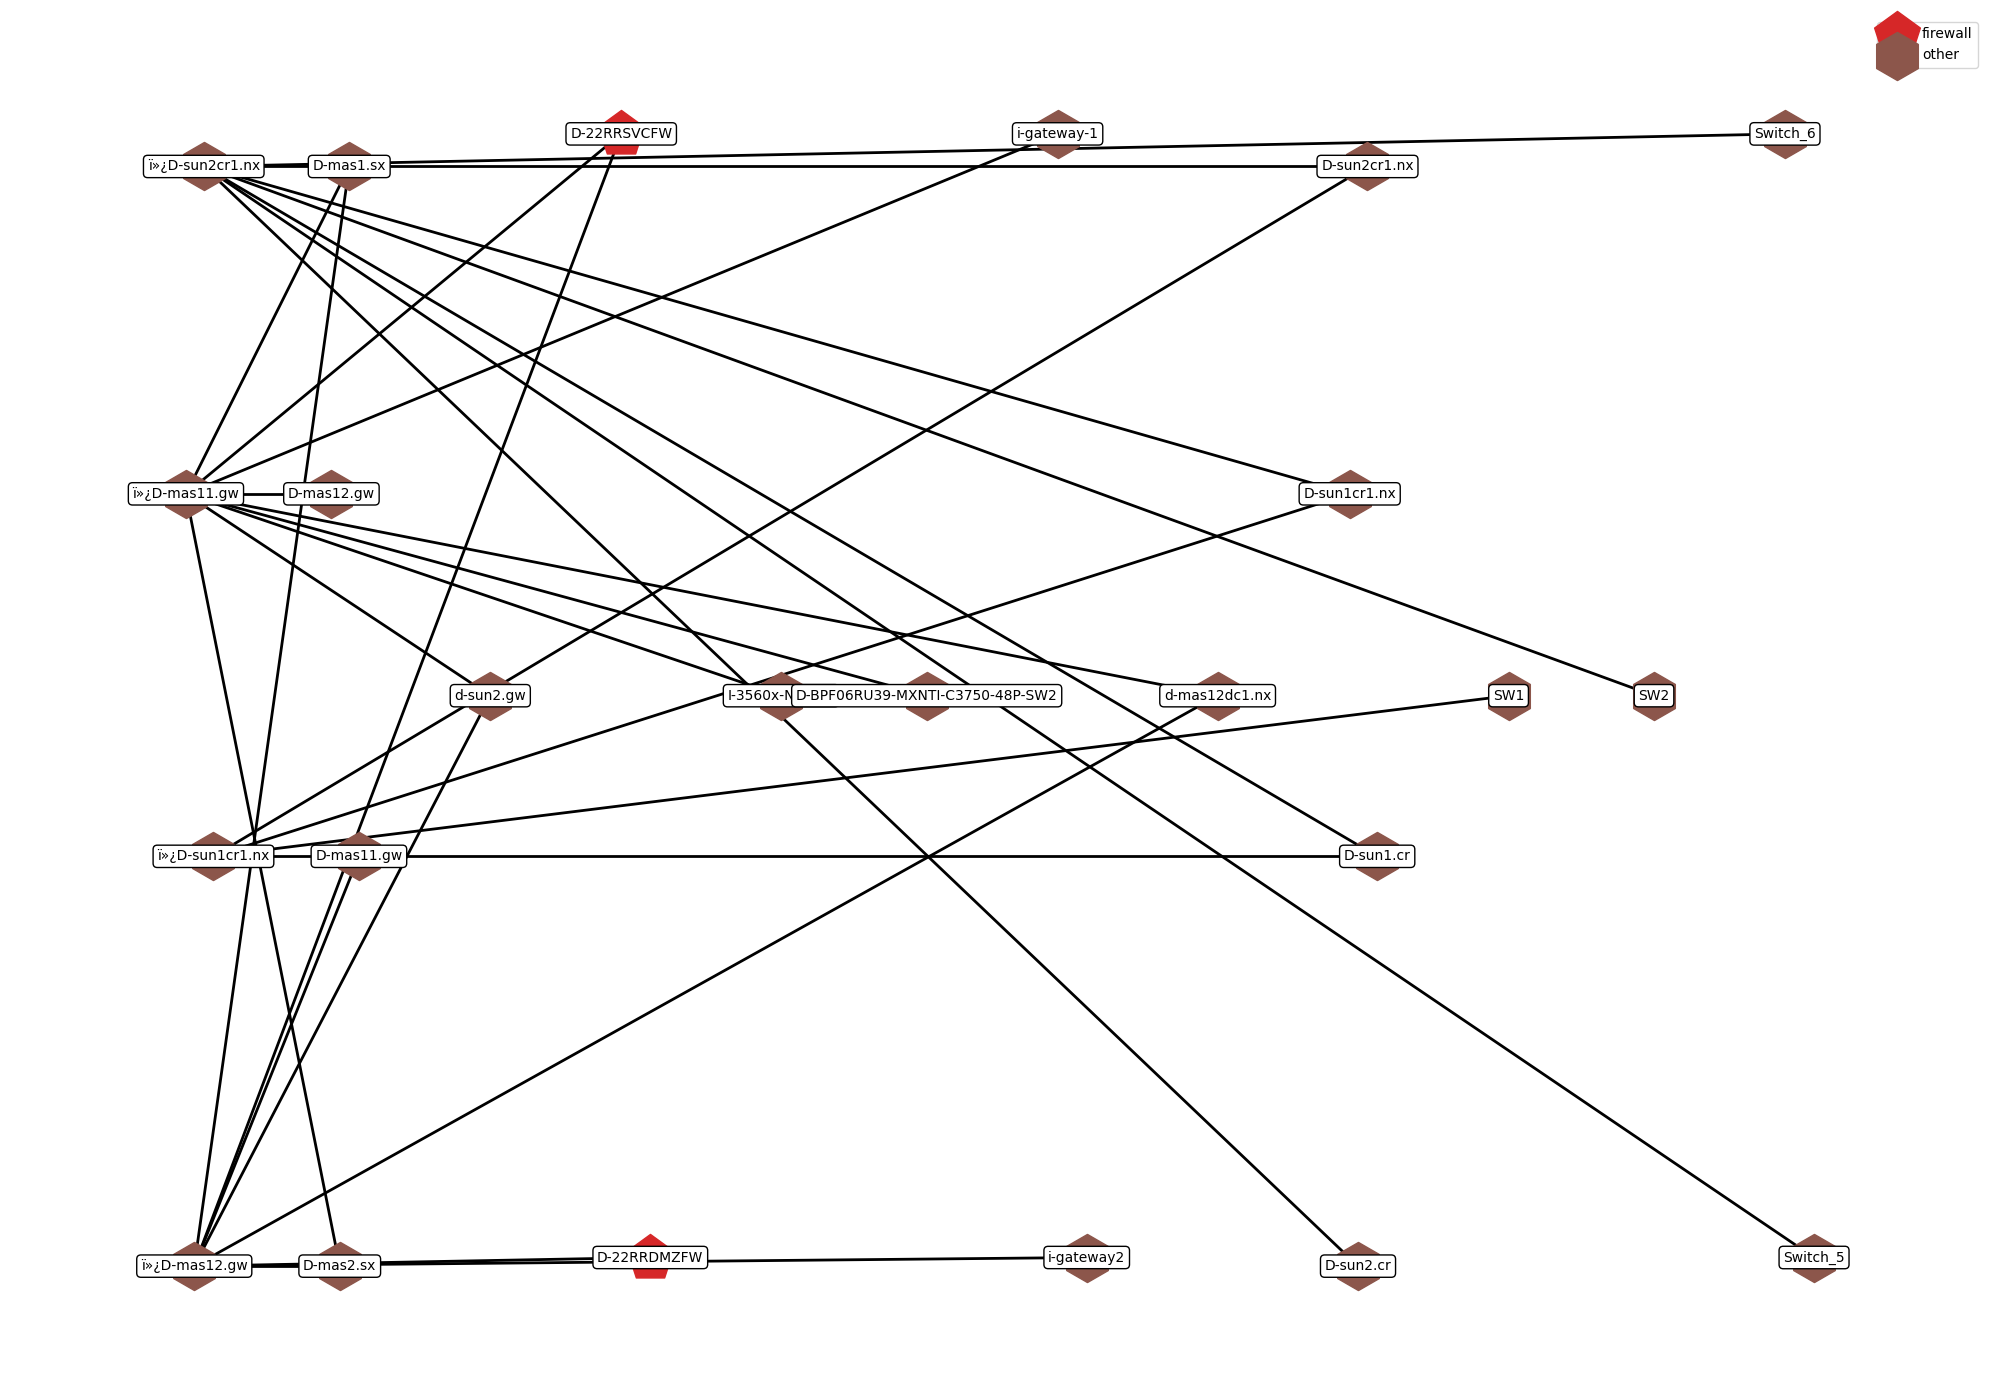 firewall
other
D-22RRSVCFW
i-gateway-1
Switch_6
ï»¿D-sun2cr1.nx
D-mas1.sx
D-sun2cr1.nx
ï»¿D-mas11.gw
D-mas12.gw
D-sun1cr1.nx
d-sun2.gw
D-BPF06RU39-MXNTI-C3750-48P-SW2
d-mas12dc1.nx
SW1
SW2
ï»¿D-sun1cr1.nx
D-mas11.gw
D-sun1.cr
ï»¿D-mas12.gw
D-mas2.sx
D-22RRDMZFW
i-gateway2
D-sun2.cr
Switch_5